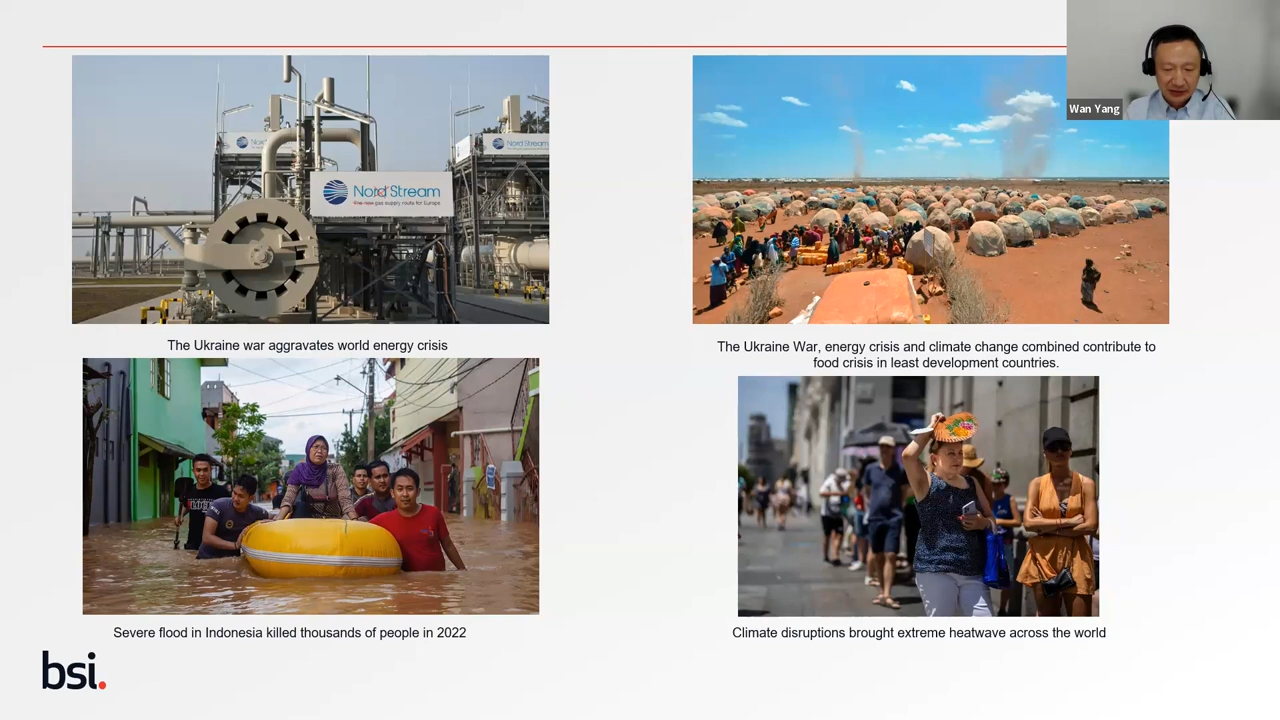 Wan Yang
Nord Stream
Nord Stream
The new gas supply route for Europe
The Ukraine war aggravates world energy crisis
The Ukraine War, energy crisis and climate change combined contribute to
food crisis in least development countries.
Severe flood in Indonesia killed thousands of people in 2022
Climate disruptions brought extreme heatwave across the world
bsi.